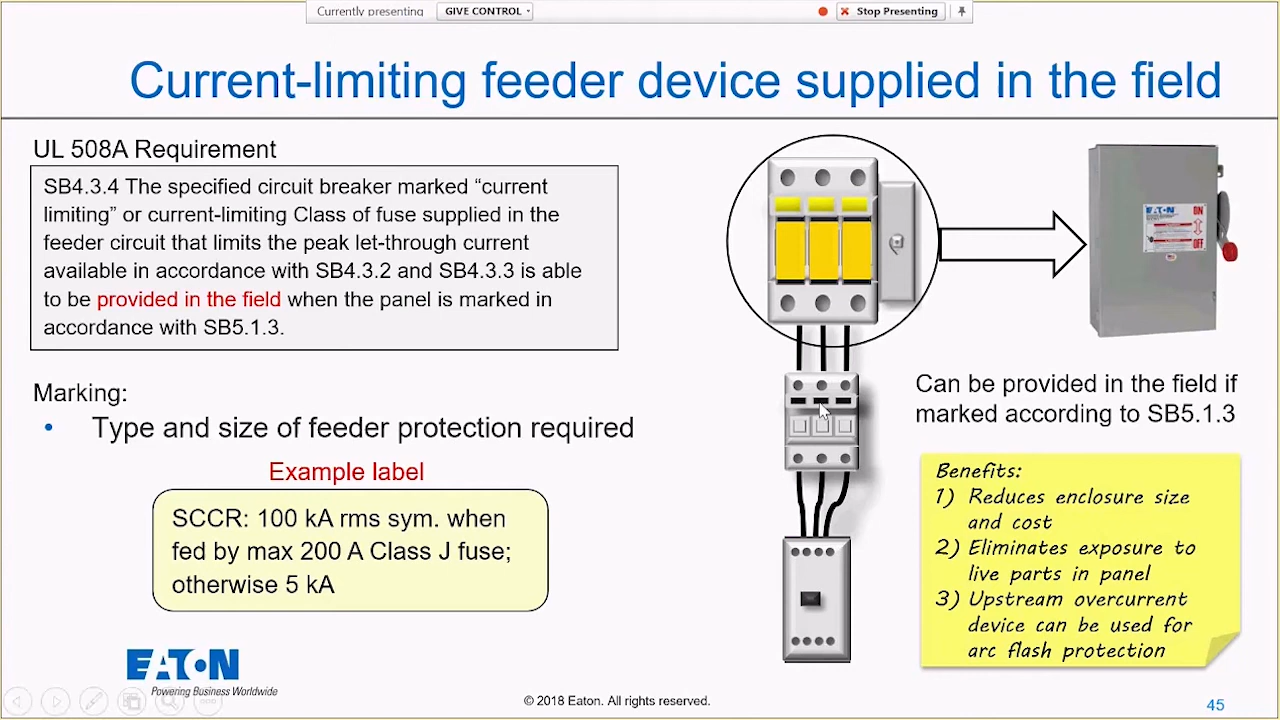 Currently presenting
GIVE CONTROL
Stop Presenting
Current-limiting feeder device supplied in the field
UL 508A Requirement
SB4.3.4 The specified circuit breaker marked “current
limiting” or current-limiting Class of fuse supplied in the
feeder circuit that limits the peak let-through current
available in accordance with SB4.3.2 and SB4.3.3 is able
to be provided in the field when the panel is marked in
accordance with SB5.1.3.
Marking:
• Type and size of feeder protection required
Example label
SCCR: 100 kA rms sym. when
fed by max 200 A Class J fuse;
otherwise 5 kA
EATON
ON
OFF
Can be provided in the field if
marked according to SB5.1.3
Benefits:
1) Reduces enclosure size
and cost
2) Eliminates exposure to
live parts in panel
3) Upstream overcurrent
device can be used for
arc flash protection
EATON
Powering Business Worldwide
© 2018 Eaton. All rights reserved.
45